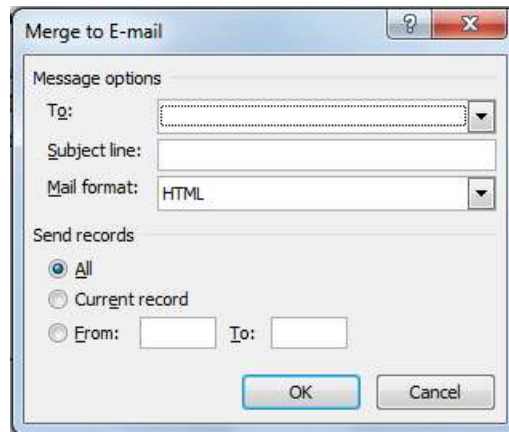 Merge to E-mail
Message options
To:
Subject line:
Mail format: HTML
Send records
All
Current record
From: To:
OK Cancel